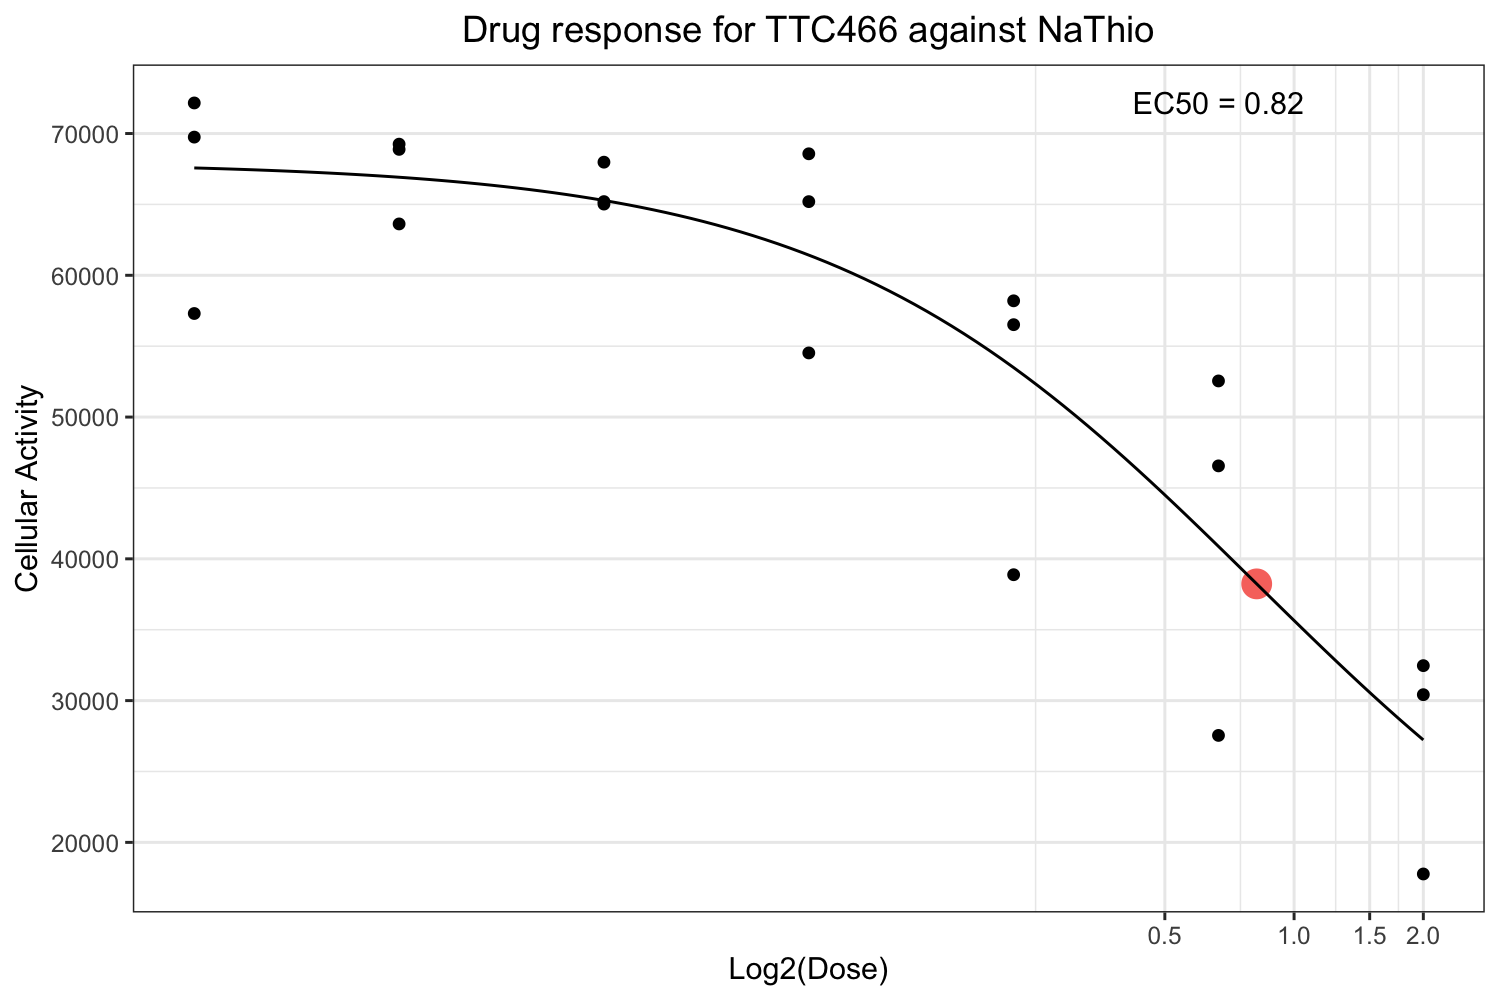 Drug response for TTC466 against NaThio
EC50 = 0.82
70000
60000
50000
40000
30000
20000
Cellular Activity
0.5 1.0 1.5 2.0
Log2(Dose)